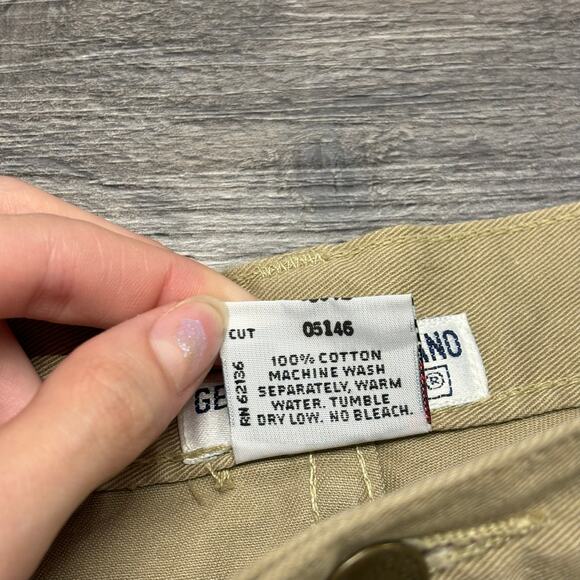 CUT 05146
RN 62136
100% COTTON
MACHINE WASH
SEPARATELY, WARM
WATER. TUMBLE
DRY LOW. NO BLEACH.
GE
ANO
®